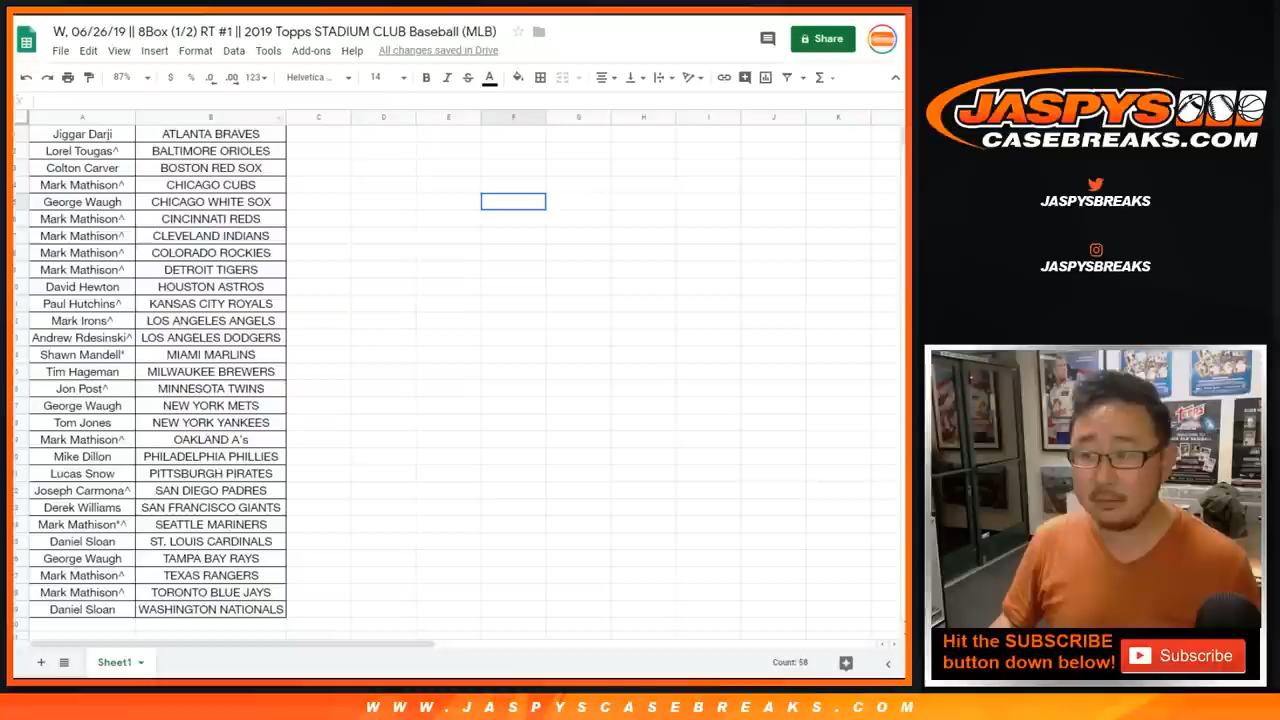 W, 06/26/19 || 8Box (1/2) RT #1 || 2019 Topps STADIUM CLUB Baseball (MLB)
File Edit View Insert Format Data Tools Add-ons Help All changes saved in Drive
Share
87% $ % .0 .00 123 Helvetica... 14 B I S A
A B C D E F G H I J K
Jiggar Darji ATLANTA BRAVES
Lorel Tougas^ BALTIMORE ORIOLES
Colton Carver BOSTON RED SOX
Mark Mathison^ CHICAGO CUBS
George Waugh CHICAGO WHITE SOX
Mark Mathison^ CINCINNATI REDS
Mark Mathison^ CLEVELAND INDIANS
Mark Mathison^ COLORADO ROCKIES
Mark Mathison^ DETROIT TIGERS
David Hewton HOUSTON ASTROS
Paul Hutchins^ KANSAS CITY ROYALS
Mark Irons^ LOS ANGELES ANGELS
Andrew Rdesinski^ LOS ANGELES DODGERS
Shawn Mandell* MIAMI MARLINS
Tim Hageman MILWAUKEE BREWERS
Jon Post^ MINNESOTA TWINS
George Waugh NEW YORK METS
Tom Jones NEW YORK YANKEES
Mark Mathison^ OAKLAND A's
Mike Dillon PHILADELPHIA PHILLIES
Lucas Snow PITTSBURGH PIRATES
Joseph Carmona^ SAN DIEGO PADRES
Derek Williams SAN FRANCISCO GIANTS
Mark Mathison*^ SEATTLE MARINERS
Daniel Sloan ST. LOUIS CARDINALS
George Waugh TAMPA BAY RAYS
Mark Mathison^ TEXAS RANGERS
Mark Mathison^ TORONTO BLUE JAYS
Daniel Sloan WASHINGTON NATIONALS
Sheet1
Count: 58
JASPYS
CASEBREAKS.COM
JASPYSBREAKS
JASPYSBREAKS
Topps
Hit the SUBSCRIBE
button down below!
Subscribe
WWW.JASPYSCASEBREAKS.COM